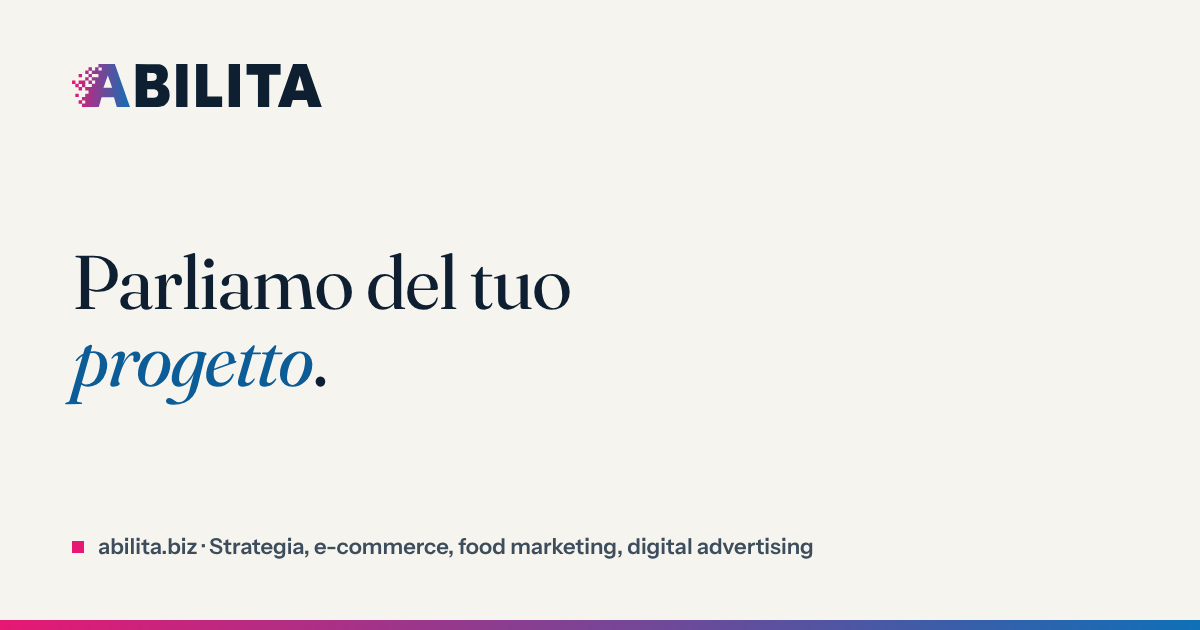 ABILITA
Parliamo del tuo
progetto.
abilita.biz · Strategia, e-commerce, food marketing, digital advertising